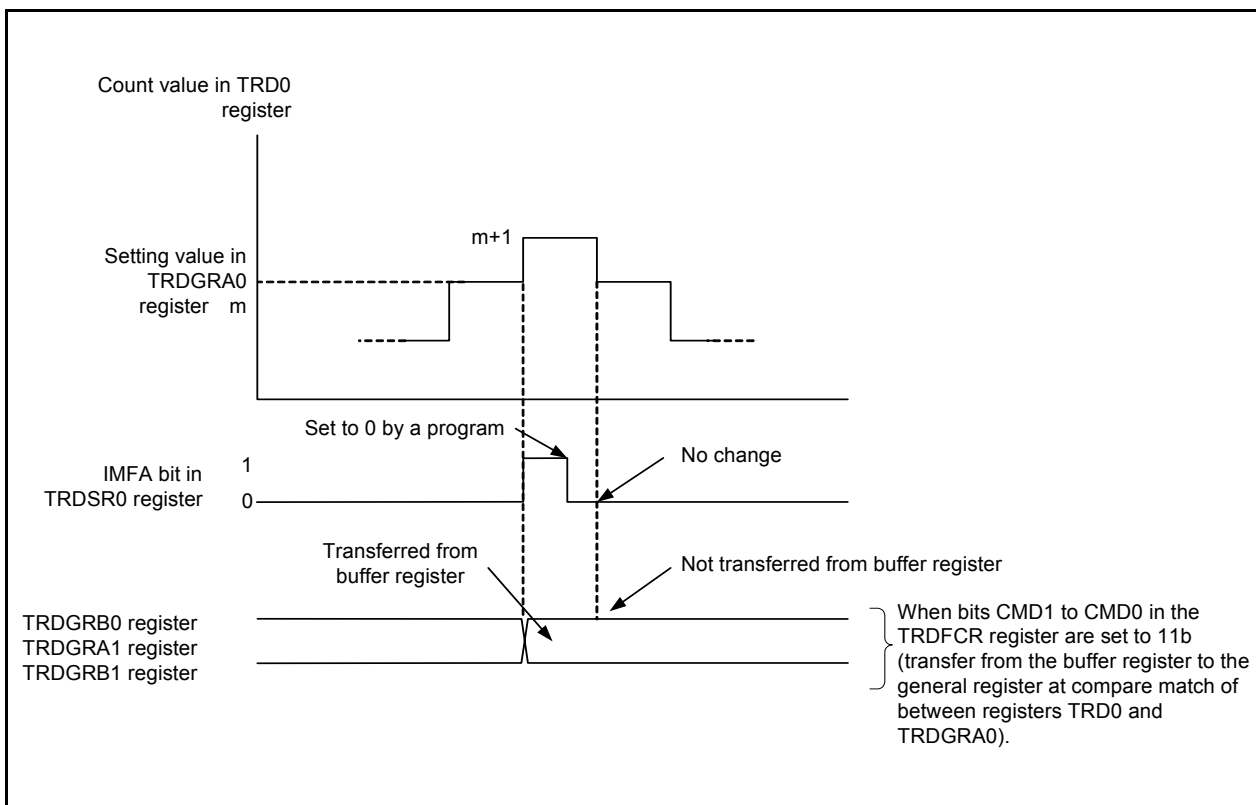 Count value in TRD0
register
m+1
Setting value in
TRDGRA0
register m
Set to 0 by a program
No change
IMFA bit in
TRDSR0 register
1
0
Transferred from
buffer register
Not transferred from buffer register
TRDGRB0 register
TRDGRA1 register
TRDGRB1 register
When bits CMD1 to CMD0 in the
TRDFCR register are set to 11b
(transfer from the buffer register to the
general register at compare match of
between registers TRD0 and
TRDGRA0).